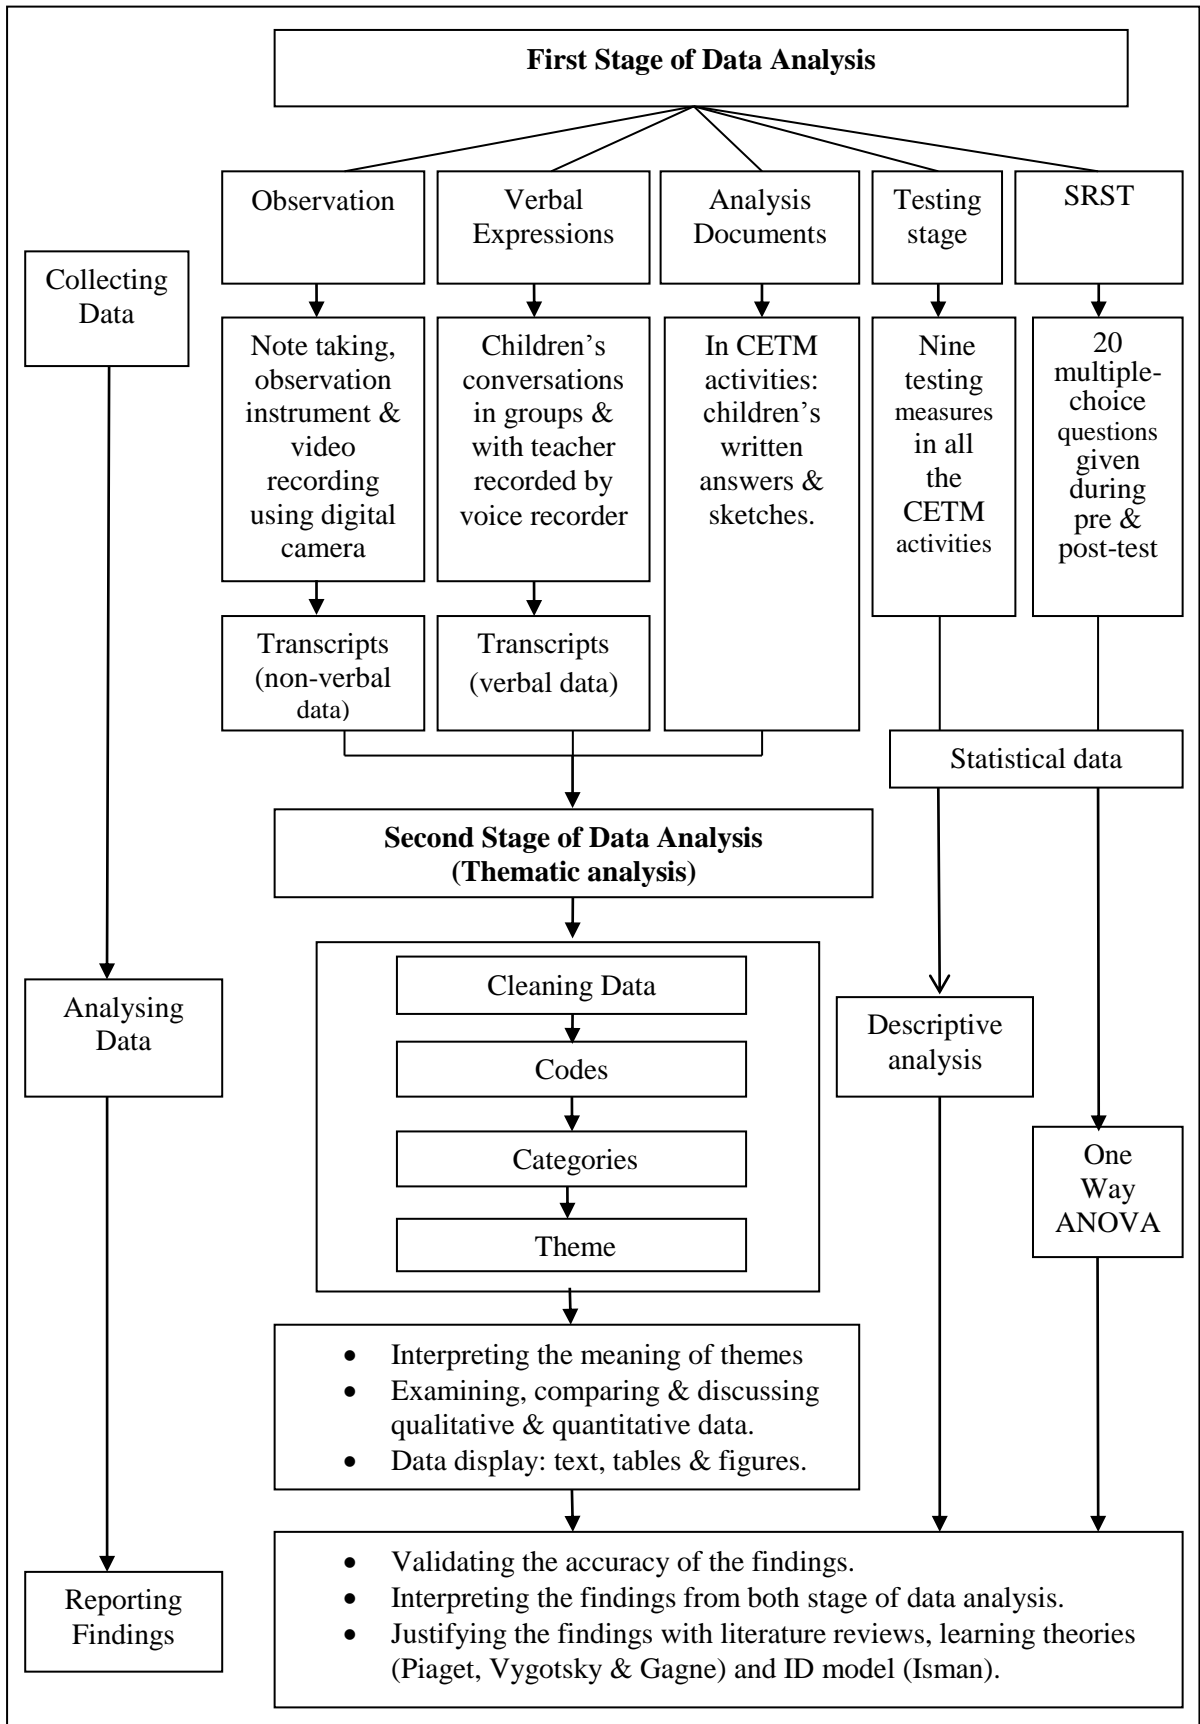 First Stage of Data Analysis
Observation
Verbal
Expressions
Analysis
Documents
Testing
stage
SRST
Collecting
Data
Note taking,
observation
instrument &
video
recording
using digital
camera
Children’s
conversations
in groups &
with teacher
recorded by
voice recorder
In CETM
activities:
children’s
written
answers &
sketches.
Nine
testing
measures
in all
the
CETM
activities
20
multiple-
choice
questions
given
during
pre &
post-test
Transcripts
(non-verbal
data)
Transcripts
(verbal data)
Statistical data
Second Stage of Data Analysis
(Thematic analysis)
Analysing
Data
Cleaning Data
Codes
Categories
Theme
Descriptive
analysis
One
Way
ANOVA
• Interpreting the meaning of themes
• Examining, comparing & discussing
qualitative & quantitative data.
• Data display: text, tables & figures.
Reporting
Findings
• Validating the accuracy of the findings.
• Interpreting the findings from both stage of data analysis.
• Justifying the findings with literature reviews, learning theories
(Piaget, Vygotsky & Gagne) and ID model (Isman).